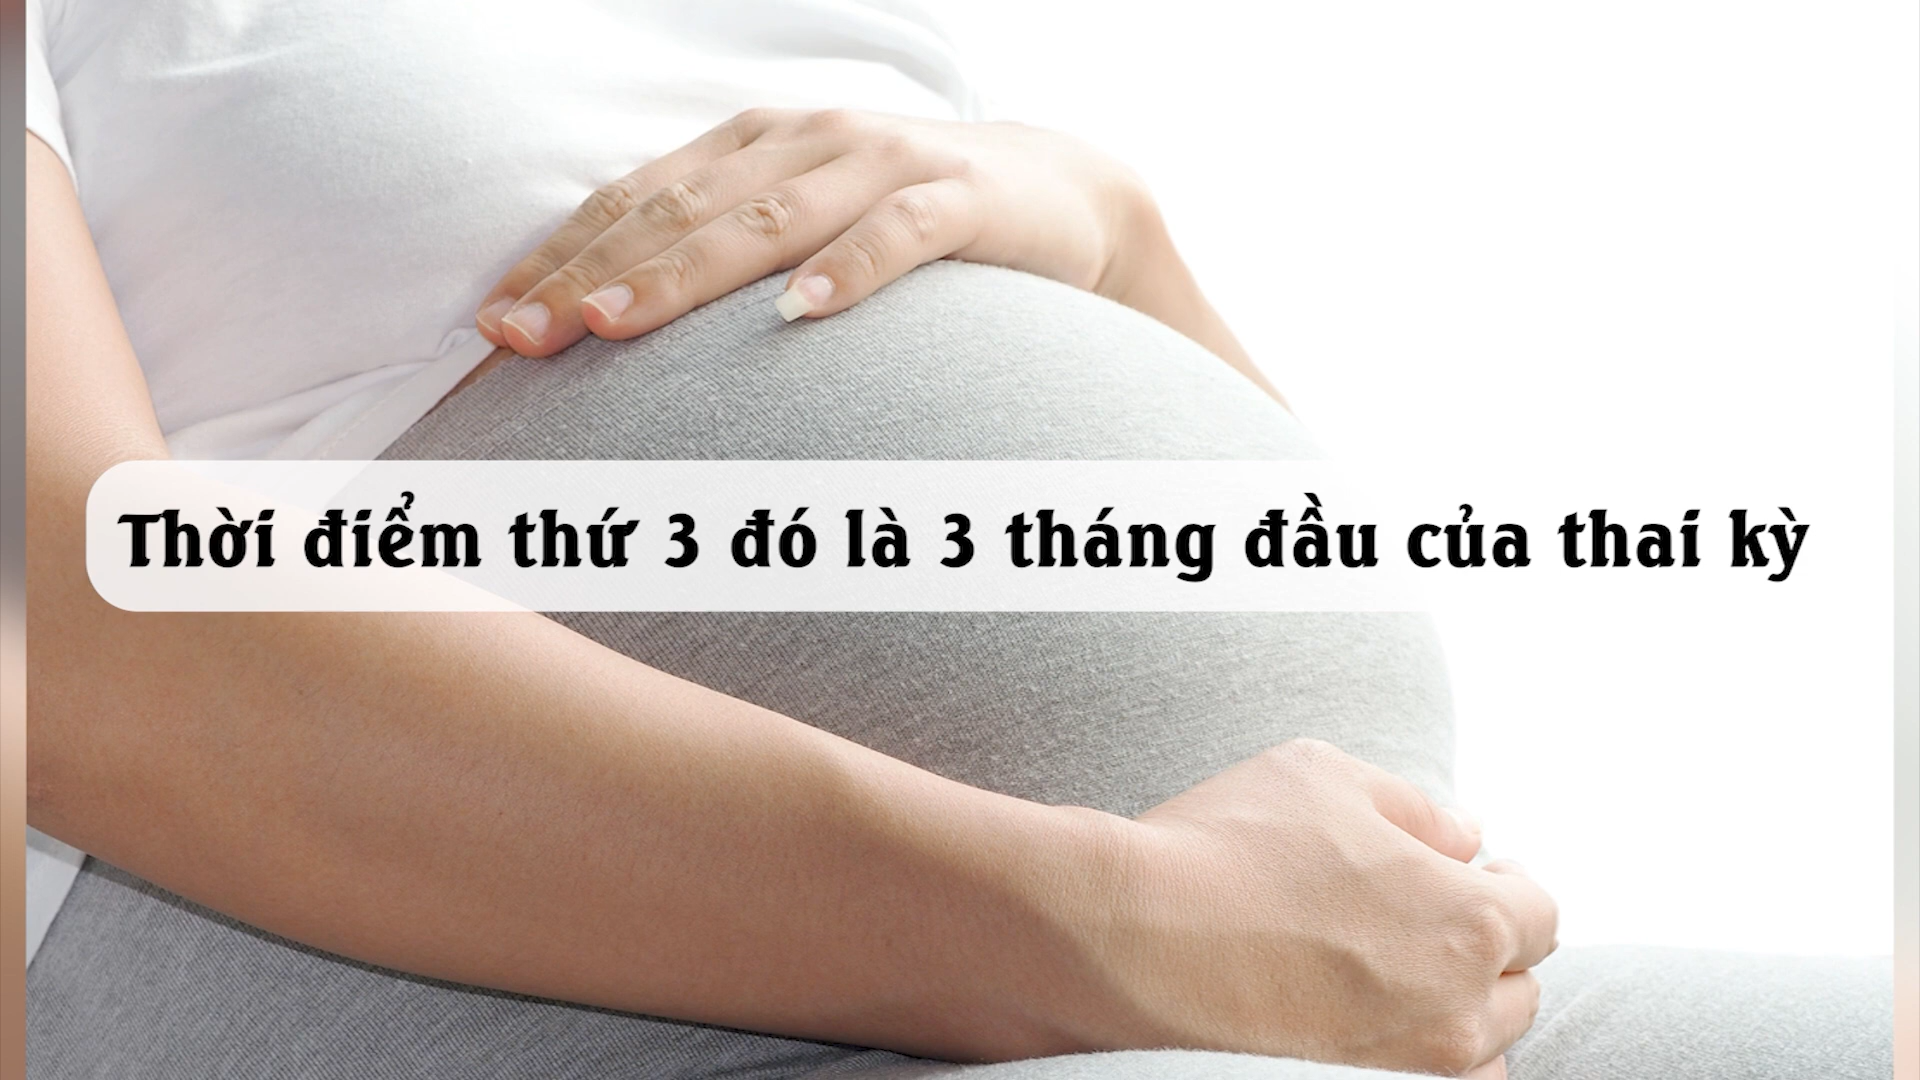 Thời điểm thứ 3 đó là 3 tháng đầu của thai kỳ